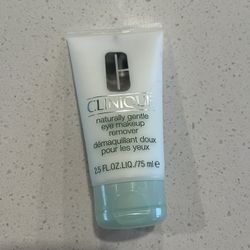 CLINIQUE
naturally gentle
eye makeup
remover
démaquillant doux
pour les yeux
2.5 FL.OZ.LIQ./75 ml ℮